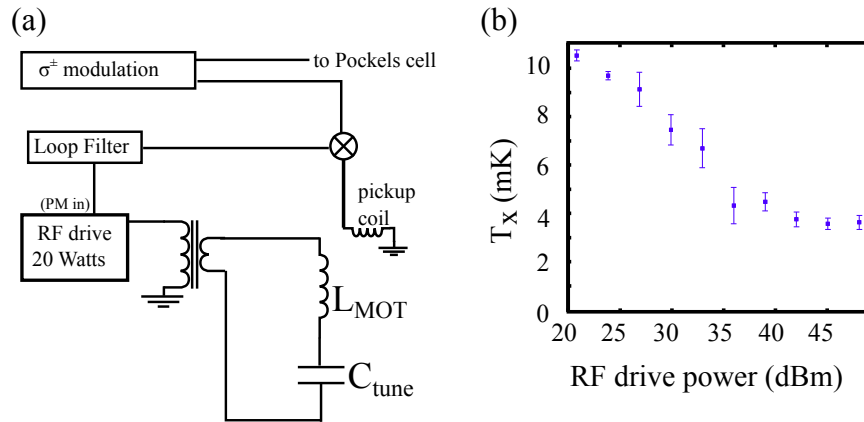 (a)
σ± modulation
to Pockels cell
Loop Filter
(PM in)
RF drive
20 Watts
pickup
coil
L_MOT
C_tune
(b)
T_X (mK)
10
8
6
4
2
0
20 25 30 35 40 45
RF drive power (dBm)